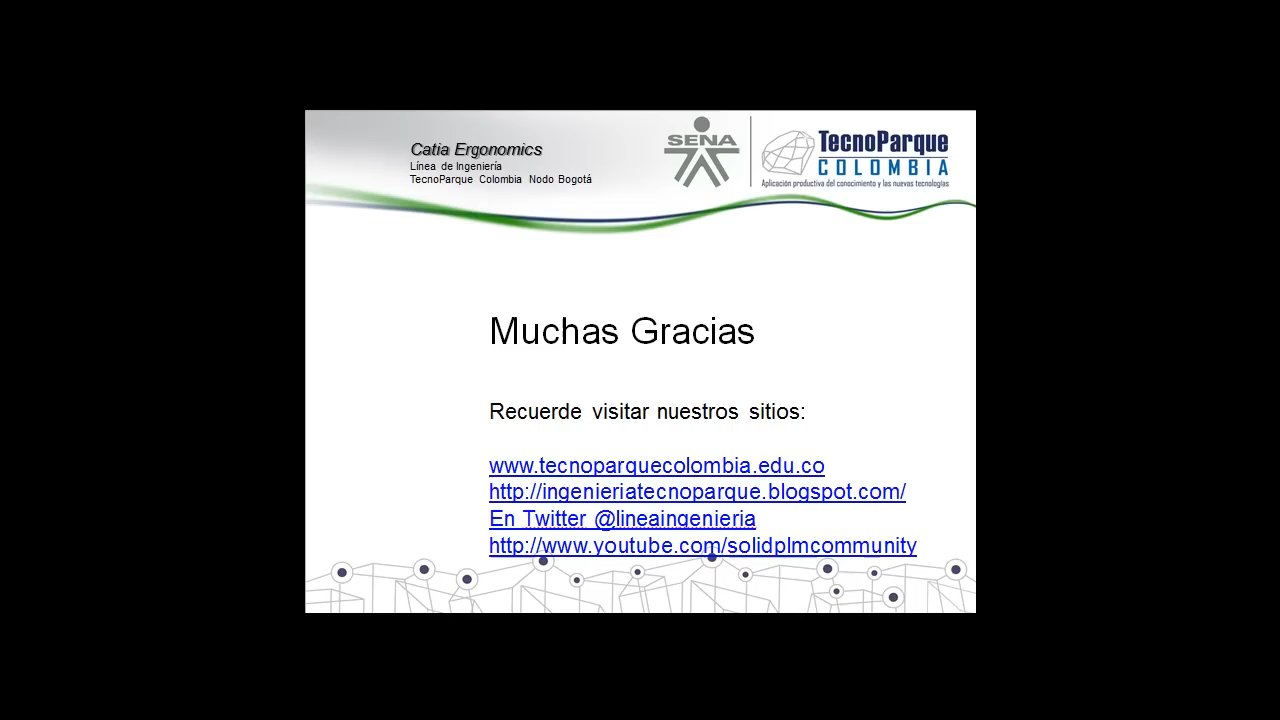 Catia Ergonomics
Línea de Ingeniería
TecnoParque Colombia Nodo Bogotá
SENA
TecnoParque
COLOMBIA
Aplicación productiva del conocimiento y las nuevas tecnologías
Muchas Gracias
Recuerde visitar nuestros sitios:
www.tecnoparquecolombia.edu.co
http://ingenieriatecnoparque.blogspot.com/
En Twitter @lineaingenieria
http://www.youtube.com/solidplmcommunity